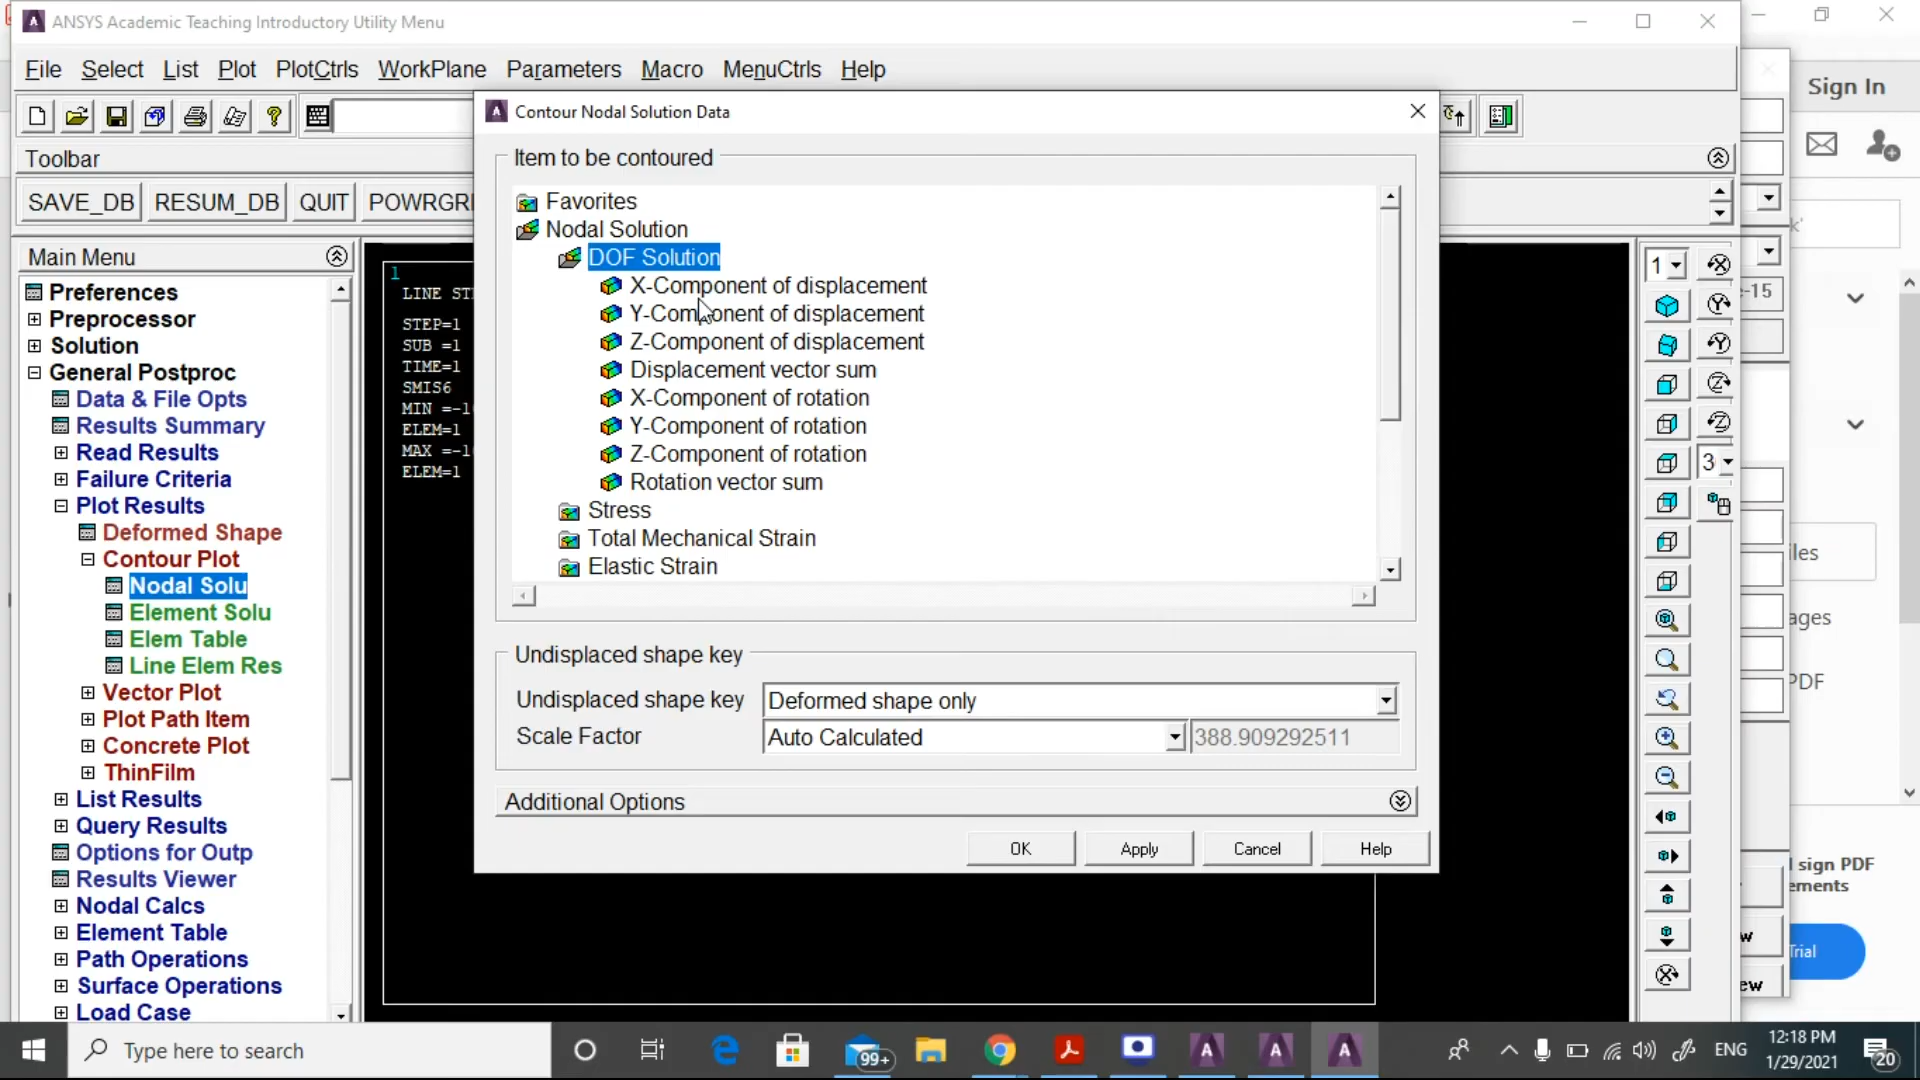 ANSYS Academic Teaching Introductory Utility Menu
File Select List Plot PlotCtrls WorkPlane Parameters Macro MenuCtrls Help
Sign In
Toolbar
SAVE_DB RESUM_DB QUIT POWRGR
Main Menu
Preferences
Preprocessor
Solution
General Postproc
Data & File Opts
Results Summary
Read Results
Failure Criteria
Plot Results
Deformed Shape
Contour Plot
Nodal Solu
Element Solu
Elem Table
Line Elem Res
Vector Plot
Plot Path Item
Concrete Plot
ThinFilm
List Results
Query Results
Options for Outp
Results Viewer
Nodal Calcs
Element Table
Path Operations
Surface Operations
Load Case
1
LINE ST
STEP=1
SUB =1
TIME=1
SMIS6
MIN =-1
ELEM=1
MAX =-1
ELEM=1
Contour Nodal Solution Data
Item to be contoured
Favorites
Nodal Solution
DOF Solution
X-Component of displacement
Y-Component of displacement
Z-Component of displacement
Displacement vector sum
X-Component of rotation
Y-Component of rotation
Z-Component of rotation
Rotation vector sum
Stress
Total Mechanical Strain
Elastic Strain
Undisplaced shape key
Undisplaced shape key Deformed shape only
Scale Factor Auto Calculated 388.909292511
Additional Options
OK Apply Cancel Help
1
3
e-15
iles
ages
PDF
sign PDF
ements
Trial
w
ew
Type here to search
99+
ENG
12:18 PM
1/29/2021
20